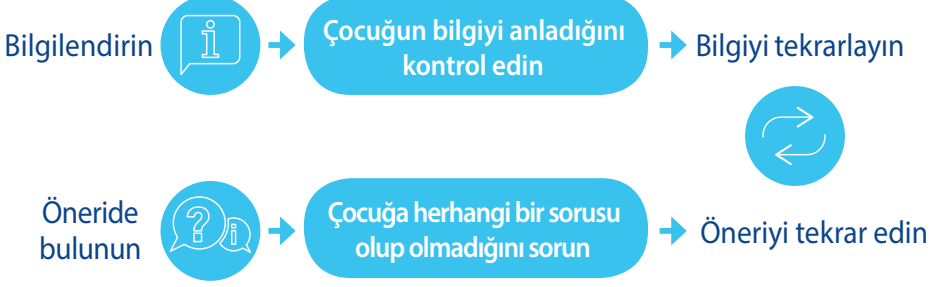 Bilgilendirin
Çocuğun bilgiyi anladığını
kontrol edin
Bilgiyi tekrarlayın
Öneride
bulunun
Çocuğa herhangi bir sorusu
olup olmadığını sorun
Öneriyi tekrar edin